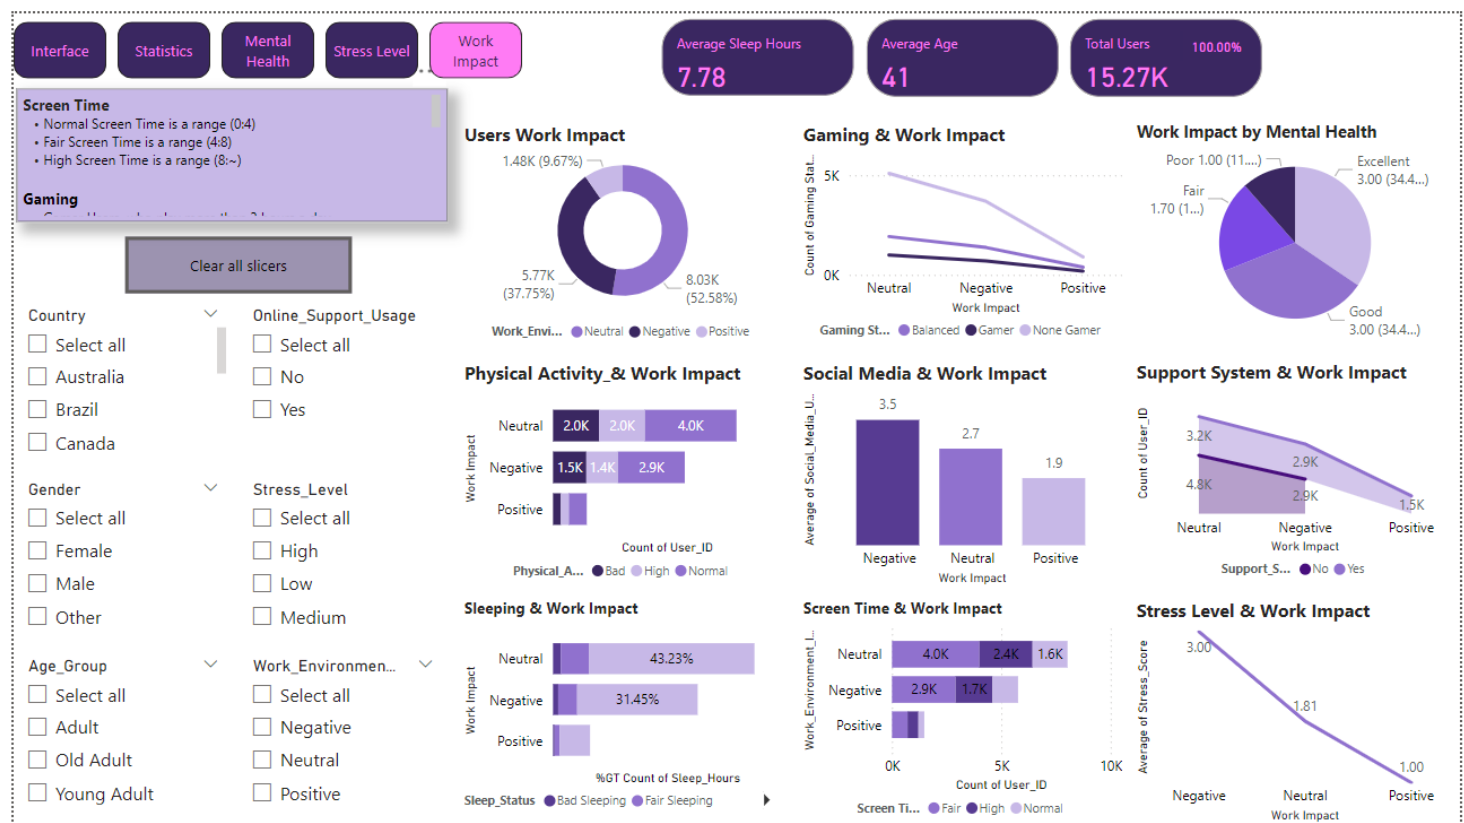 Interface
Statistics
Mental
Health
Stress Level
Work
Impact
Average Sleep Hours
7.78
Average Age
41
Total Users
100.00%
15.27K
Screen Time
• Normal Screen Time is a range (0:4)
• Fair Screen Time is a range (4:8)
• High Screen Time is a range (8:~)
Gaming
Clear all slicers
Country
Select all
Australia
Brazil
Canada
Online_Support_Usage
Select all
No
Yes
Gender
Select all
Female
Male
Other
Stress_Level
Select all
High
Low
Medium
Age_Group
Select all
Adult
Old Adult
Young Adult
Work_Environmen...
Select all
Negative
Neutral
Positive
Users Work Impact
1.48K (9.67%)
5.77K
(37.75%)
8.03K
(52.58%)
Work_Envi... Neutral Negative Positive
Gaming & Work Impact
Count of Gaming Stat...
5K
0K
Neutral Negative Positive
Work Impact
Gaming St... Balanced Gamer None Gamer
Work Impact by Mental Health
Poor 1.00 (11....)
Excellent
3.00 (34.4...)
Fair
1.70 (1...)
Good
3.00 (34.4...)
Physical Activity_& Work Impact
Work Impact
Neutral 2.0K 2.0K 4.0K
Negative 1.5K 1.4K 2.9K
Positive
Count of User_ID
Physical_A... Bad High Normal
Social Media & Work Impact
Average of Social_Media_U...
3.5
2.7
1.9
Negative Neutral Positive
Work Impact
Support System & Work Impact
Count of User_ID
3.2K
2.9K
4.8K
2.9K
1.5K
Neutral Negative Positive
Work Impact
Support_S... No Yes
Sleeping & Work Impact
Work Impact
Neutral 43.23%
Negative 31.45%
Positive
%GT Count of Sleep_Hours
Sleep_Status Bad Sleeping Fair Sleeping
Screen Time & Work Impact
Work_Environment_I...
Neutral 4.0K 2.4K 1.6K
Negative 2.9K 1.7K
Positive
0K 5K 10K
Count of User_ID
Screen Ti... Fair High Normal
Stress Level & Work Impact
Average of Stress_Score
3.00
1.81
1.00
Negative Neutral Positive
Work Impact